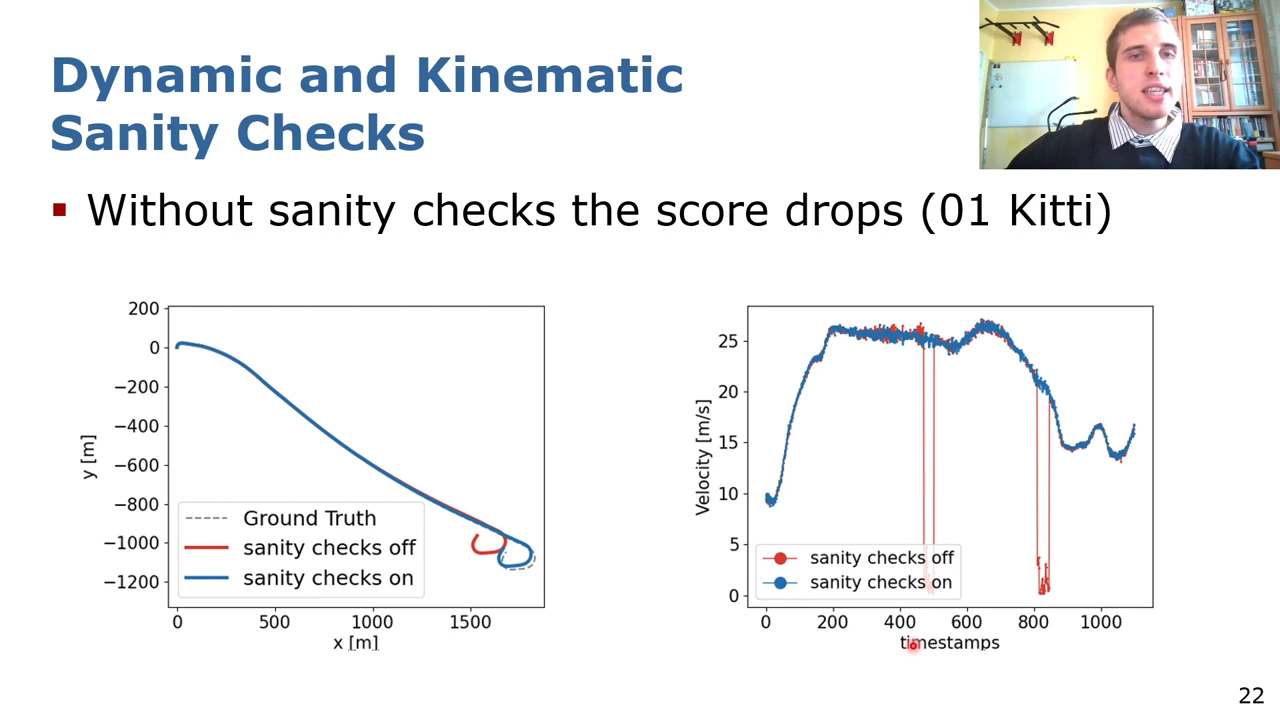 Dynamic and Kinematic
Sanity Checks
Without sanity checks the score drops (01 Kitti)
200
0
−200
−400
−600
−800
−1000
−1200
y [m]
Ground Truth
sanity checks off
sanity checks on
0 500 1000 1500
x [m]
25
20
15
10
5
0
Velocity [m/s]
sanity checks off
sanity checks on
0 200 400 600 800 1000
timestamps
22